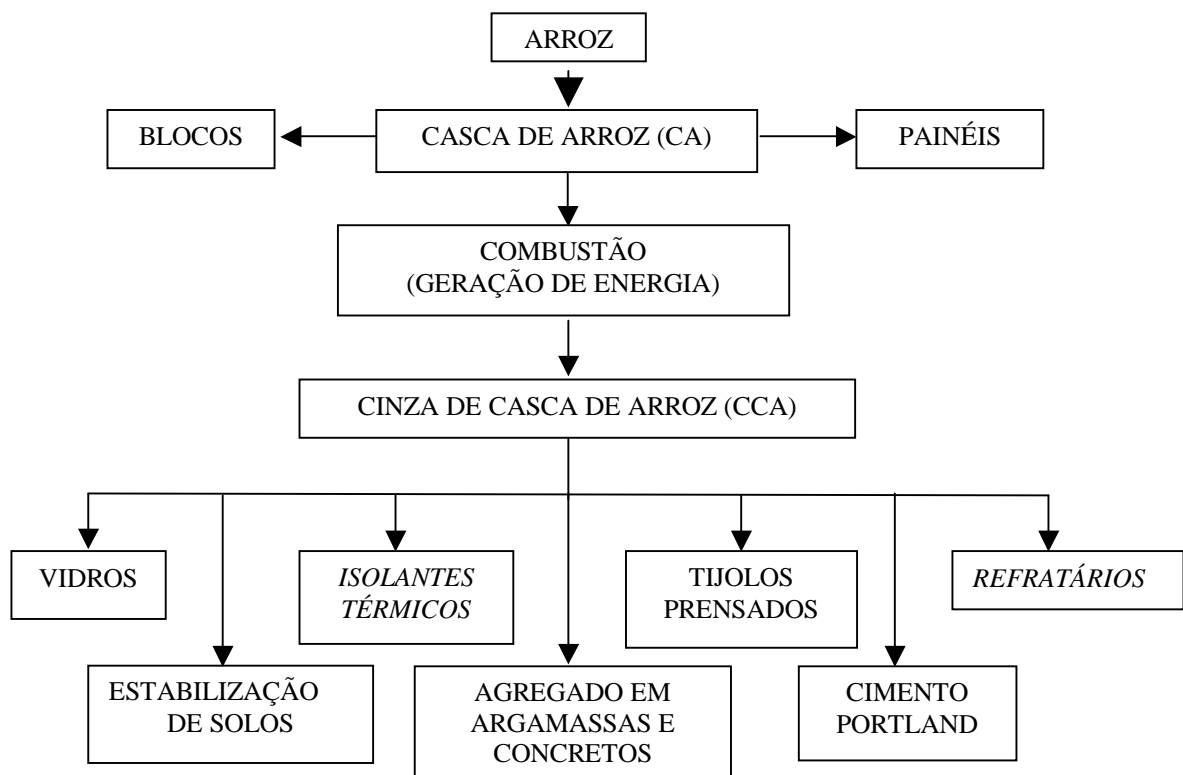 ARROZ
BLOCOS
CASCA DE ARROZ (CA)
PAINÉIS
COMBUSTÃO
(GERAÇÃO DE ENERGIA)
CINZA DE CASCA DE ARROZ (CCA)
VIDROS
ISOLANTES
TÉRMICOS
TIJOLOS
PRENSADOS
REFRATÁRIOS
ESTABILIZAÇÃO
DE SOLOS
AGREGADO EM
ARGAMASSAS E
CONCRETOS
CIMENTO
PORTLAND